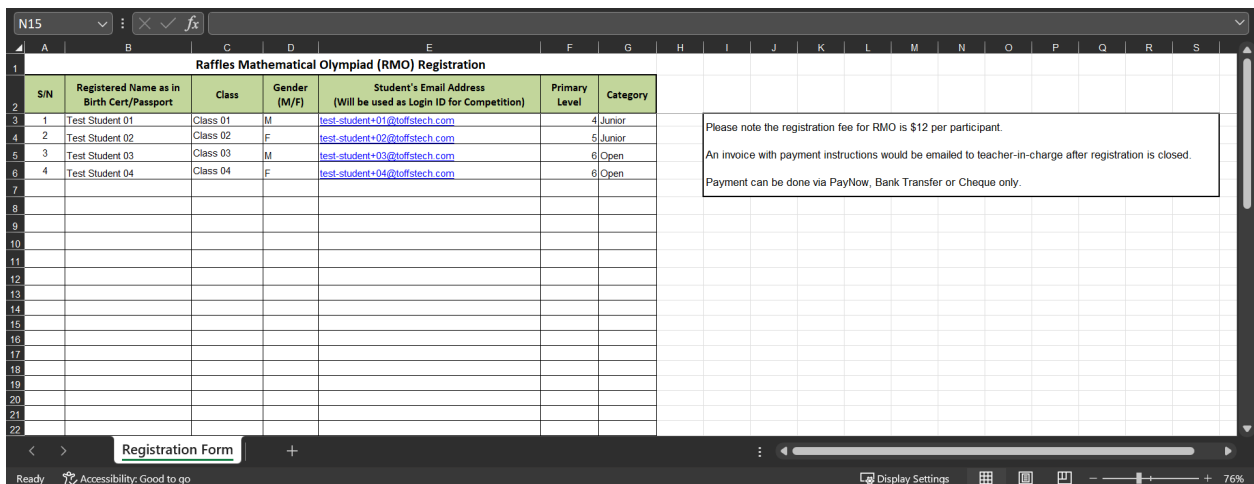 N15 fx
A B C D E F G H I J K L M N O P Q R S
1 Raffles Mathematical Olympiad (RMO) Registration
2 S/N Registered Name as in Birth Cert/Passport Class Gender (M/F) Student's Email Address (Will be used as Login ID for Competition) Primary Level Category
3 1 Test Student 01 Class 01 M test-student+01@toffstech.com 4 Junior
4 2 Test Student 02 Class 02 F test-student+02@toffstech.com 5 Junior
5 3 Test Student 03 Class 03 M test-student+03@toffstech.com 6 Open
6 4 Test Student 04 Class 04 F test-student+04@toffstech.com 6 Open
7
8
9
10
11
12
13
14
15
16
17
18
19
20
21
22
Please note the registration fee for RMO is $12 per participant.
An invoice with payment instructions would be emailed to teacher-in-charge after registration is closed.
Payment can be done via PayNow, Bank Transfer or Cheque only.
Registration Form
Ready Accessibility: Good to go Display Settings 76%